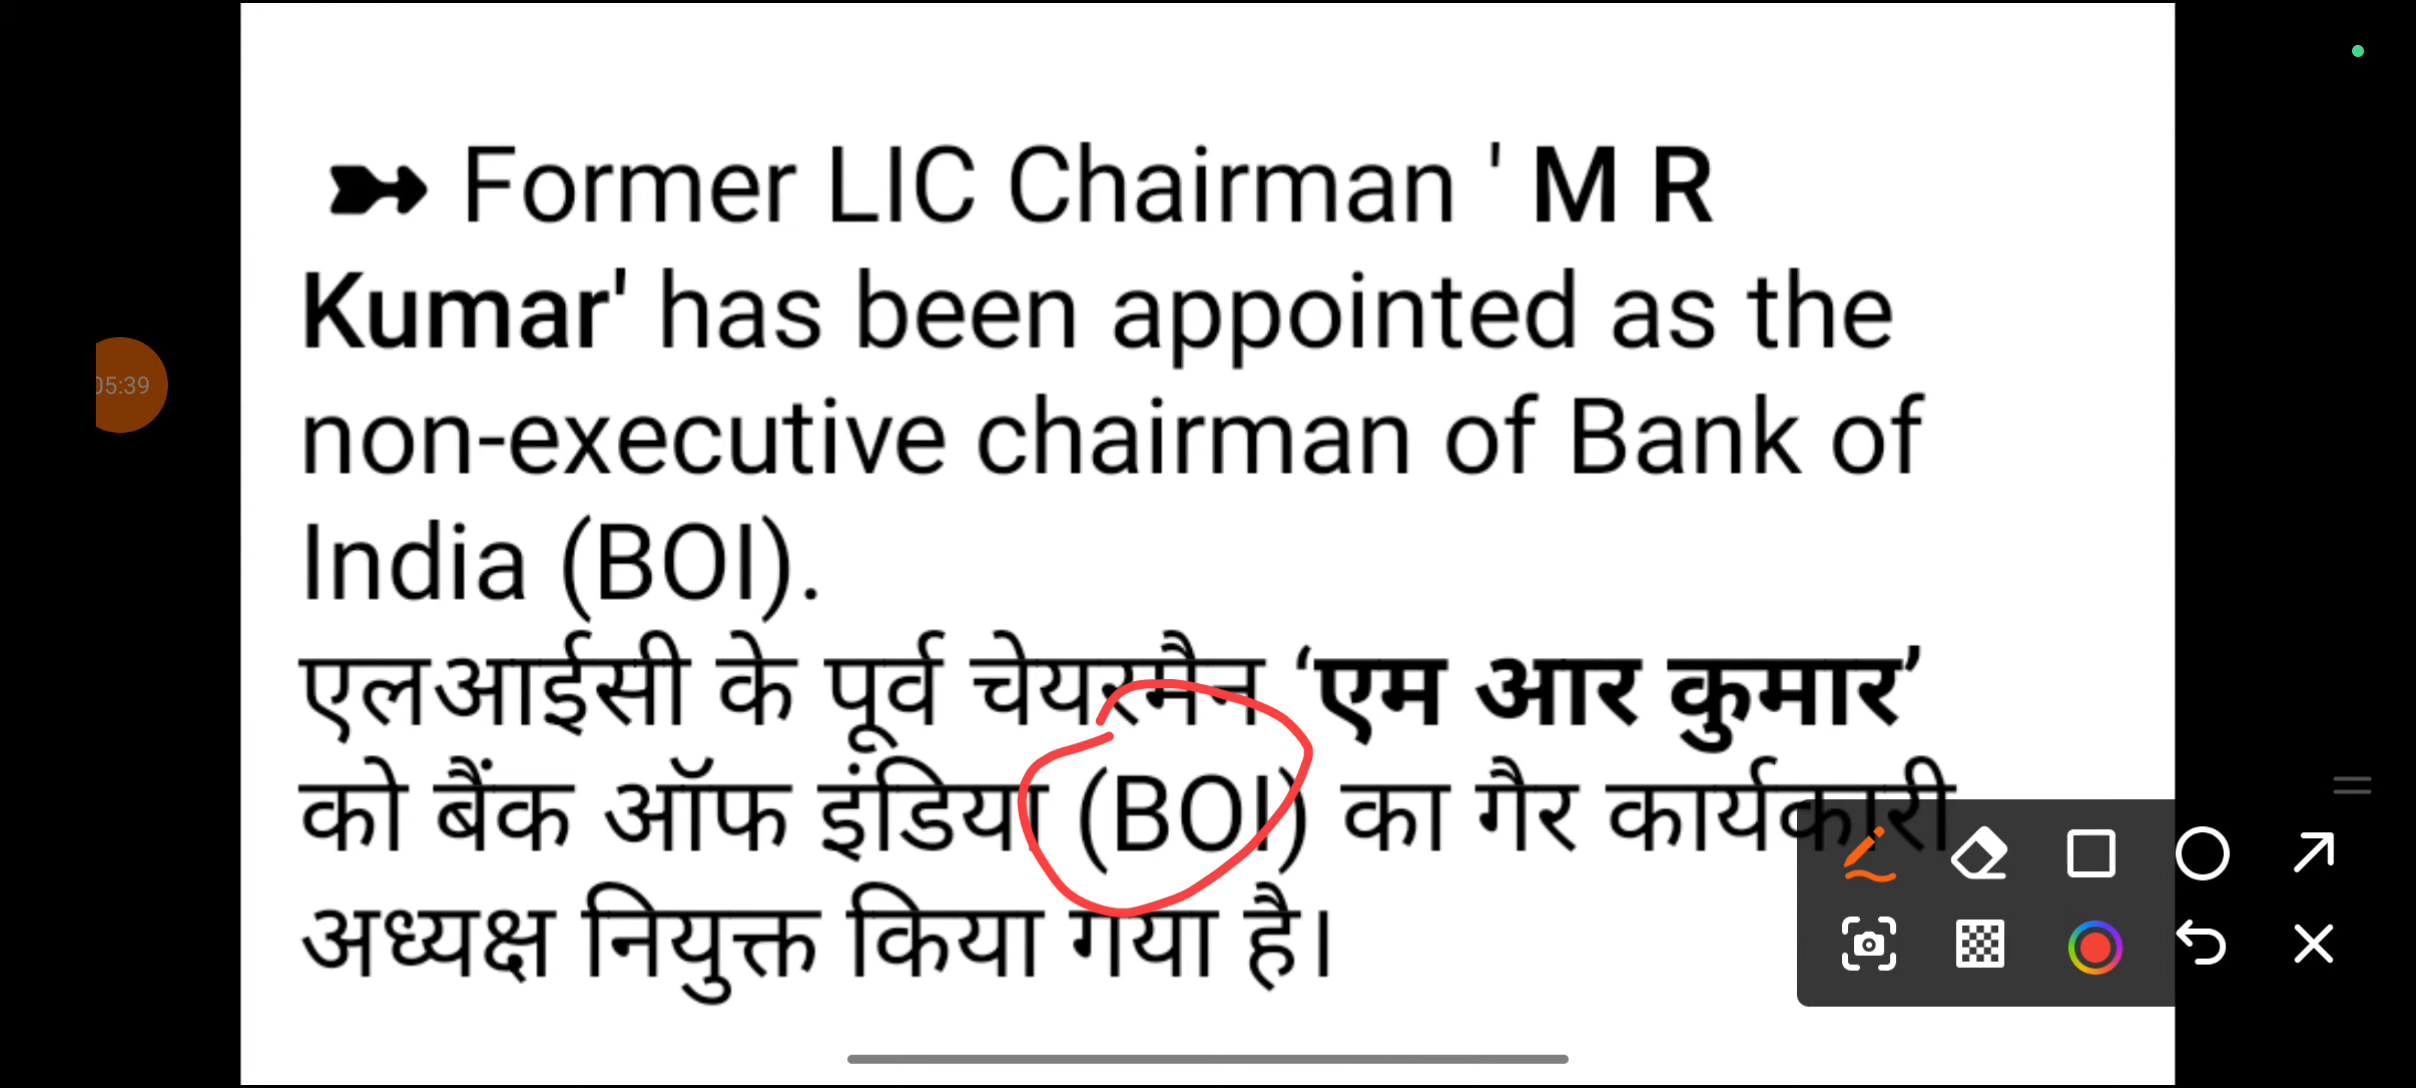 ➳ Former LIC Chairman ' M R
Kumar' has been appointed as the
non-executive chairman of Bank of
India (BOI).
एलआईसी के पूर्व चेयरमैन ‘एम आर कुमार’
को बैंक ऑफ इंडिया (BOI) का गैर कार्यकारी
अध्यक्ष नियुक्त किया गया है।
05:39